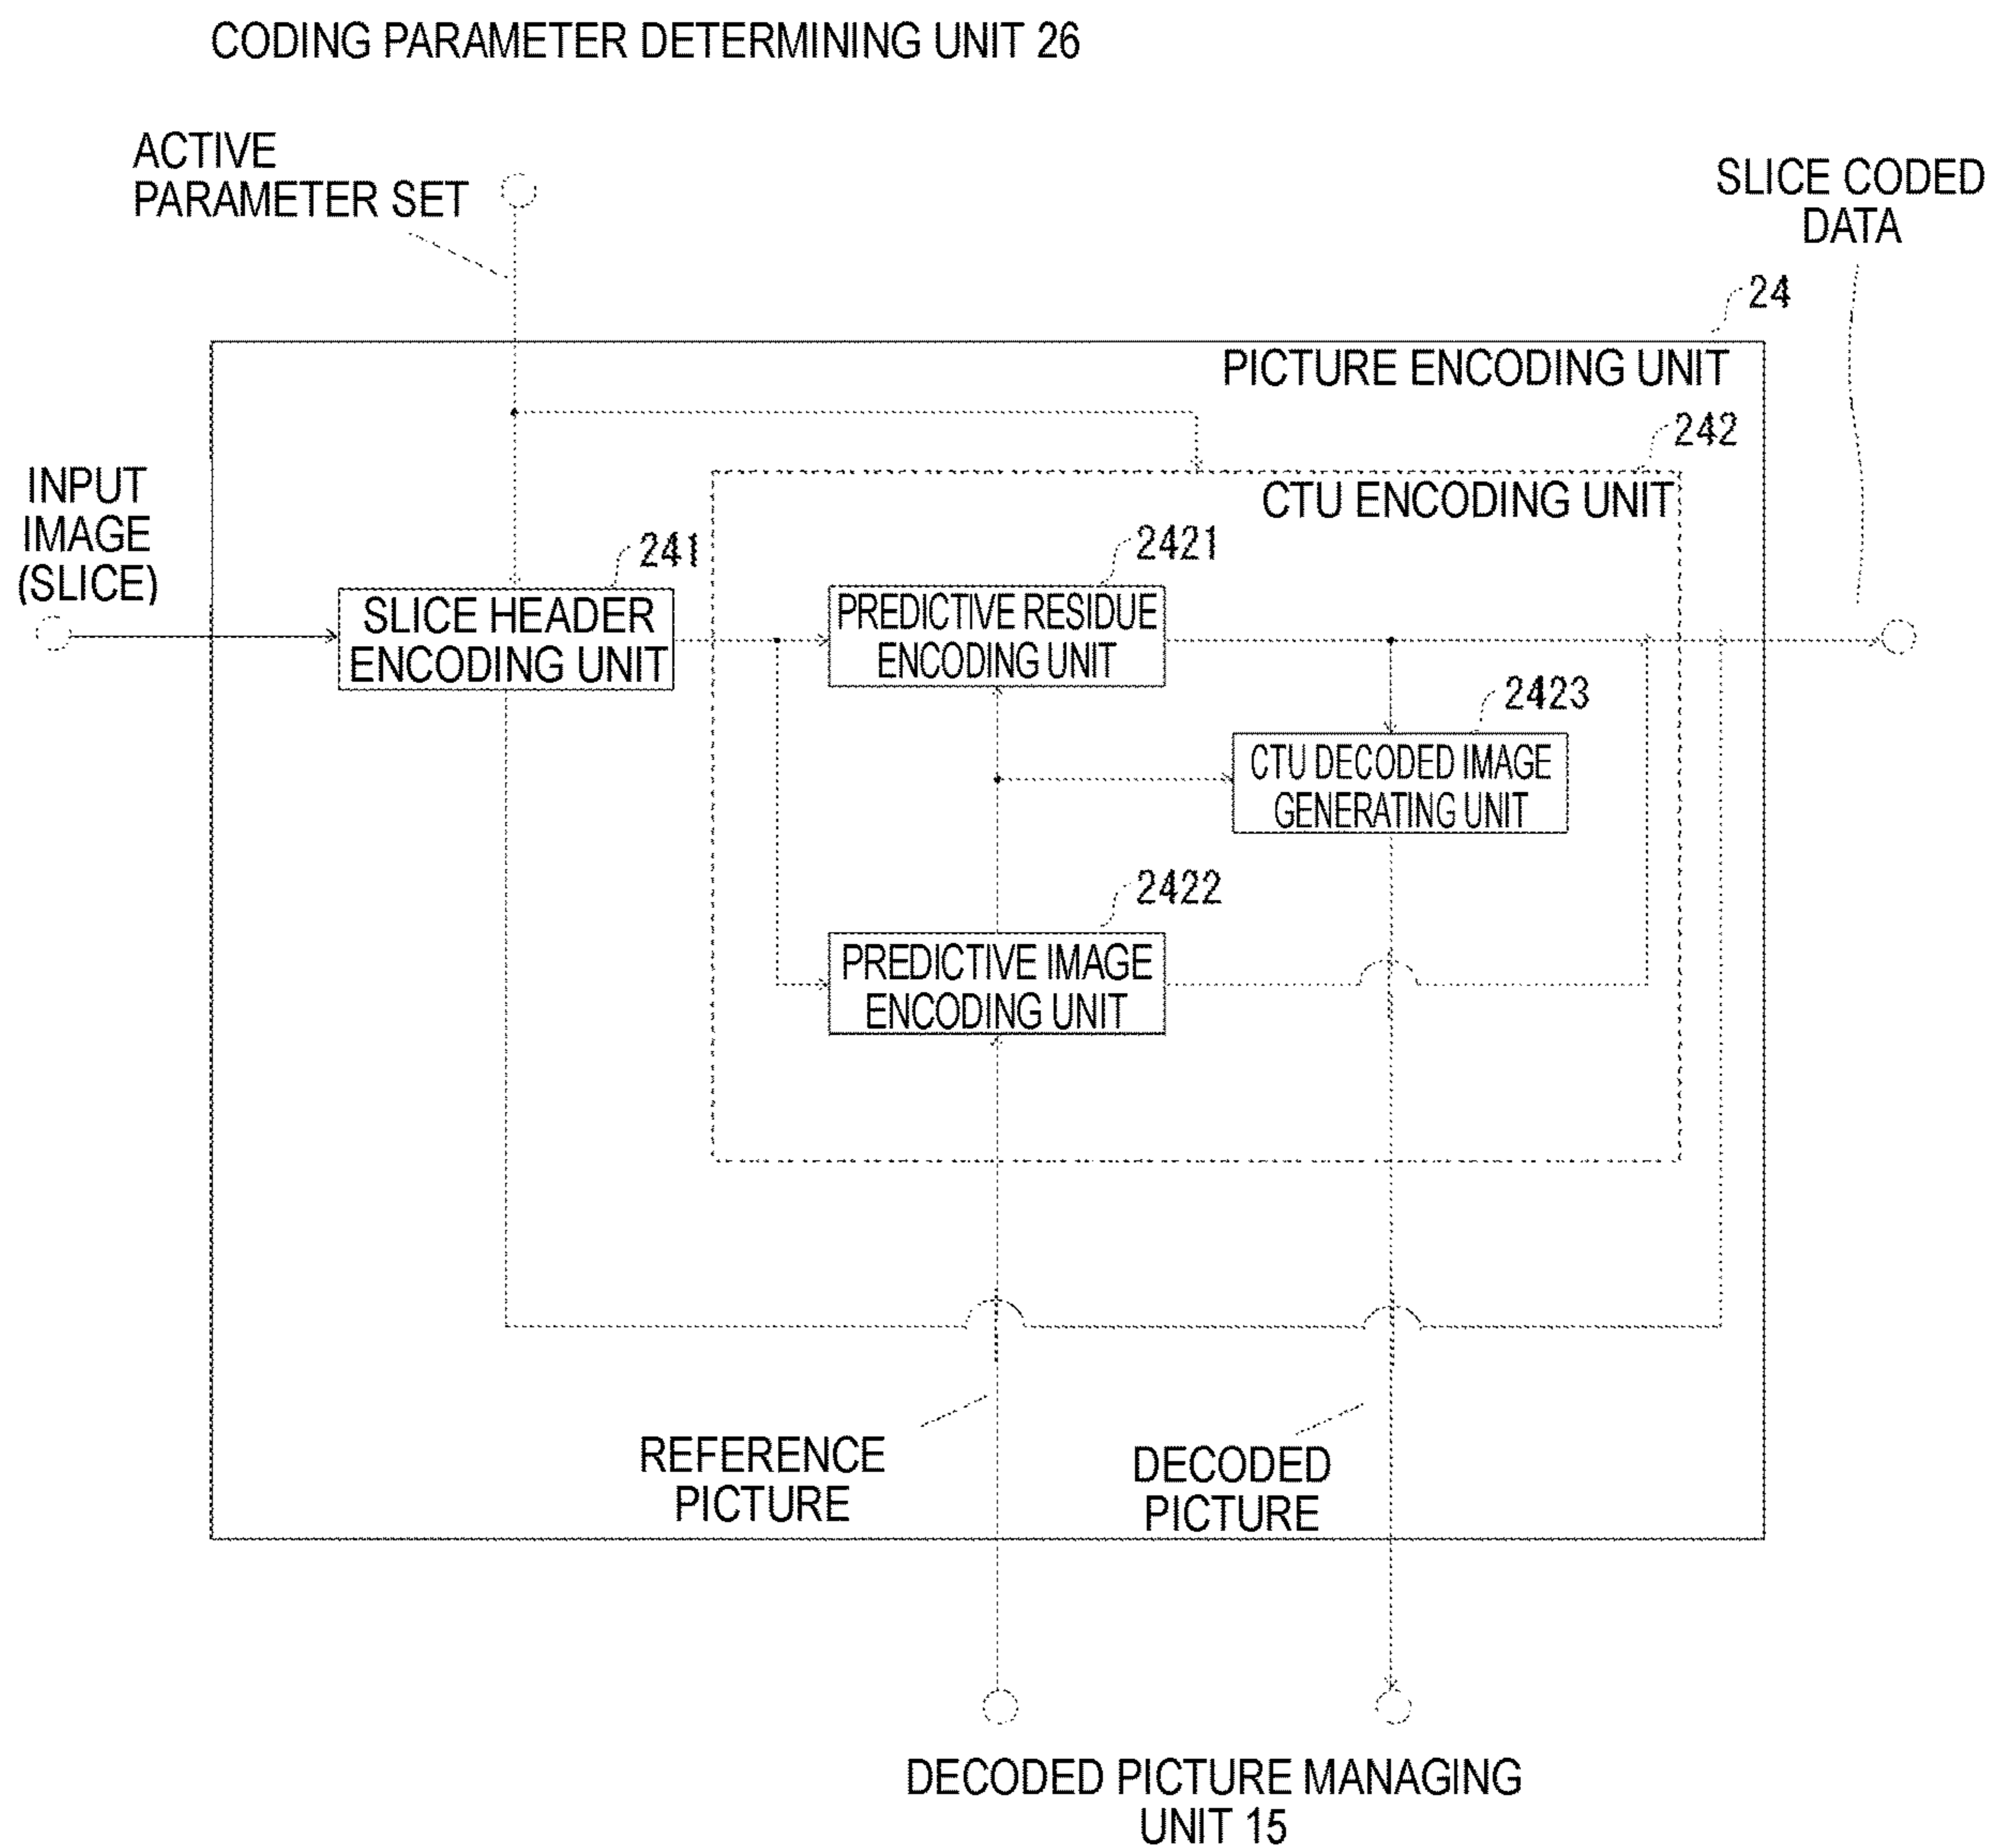 CODING PARAMETER DETERMINING UNIT 26
ACTIVE
PARAMETER SET
SLICE CODED
DATA
24
PICTURE ENCODING UNIT
242
CTU ENCODING UNIT
INPUT
IMAGE
(SLICE)
241
SLICE HEADER
ENCODING UNIT
2421
PREDICTIVE RESIDUE
ENCODING UNIT
2423
CTU DECODED IMAGE
GENERATING UNIT
2422
PREDICTIVE IMAGE
ENCODING UNIT
REFERENCE
PICTURE
DECODED
PICTURE
DECODED PICTURE MANAGING
UNIT 15